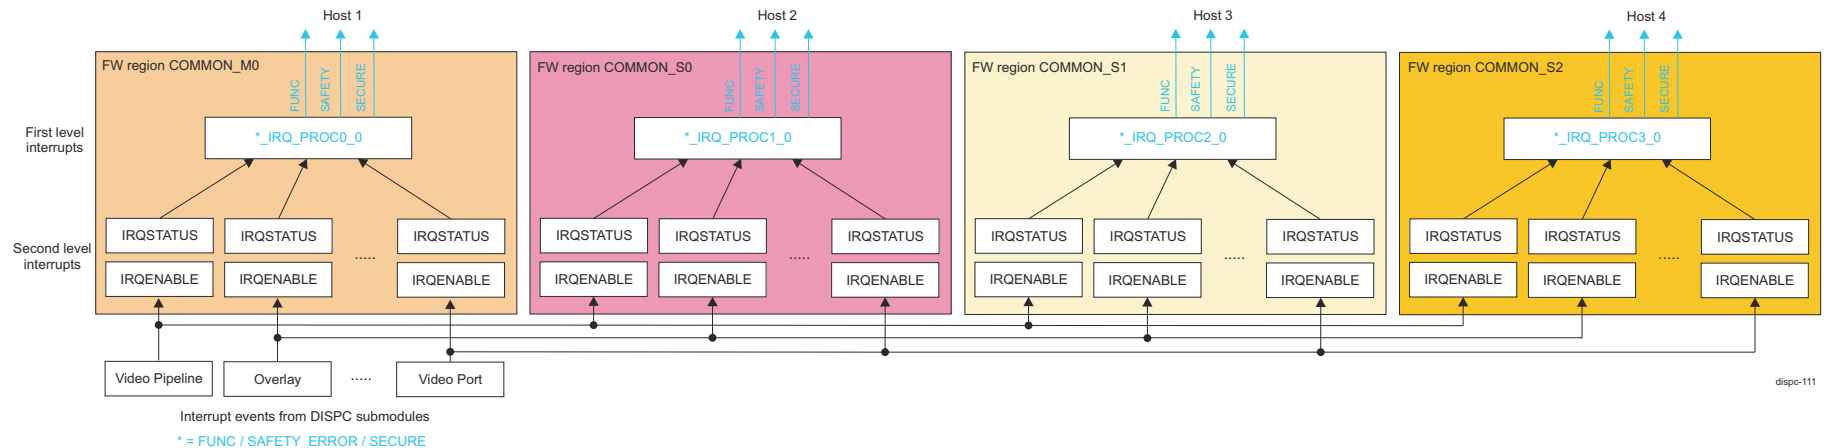 Host 1
Host 2
Host 3
Host 4
FW region COMMON_M0
FW region COMMON_S0
FW region COMMON_S1
FW region COMMON_S2
FUNC
SAFETY
SECURE
FUNC
SAFETY
SECURE
FUNC
SAFETY
SECURE
FUNC
SAFETY
SECURE
First level
interrupts
*_IRQ_PROC0_0
*_IRQ_PROC1_0
*_IRQ_PROC2_0
*_IRQ_PROC3_0
Second level
interrupts
IRQSTATUS
IRQSTATUS
IRQSTATUS
IRQSTATUS
IRQSTATUS
IRQSTATUS
IRQSTATUS
IRQSTATUS
IRQSTATUS
IRQSTATUS
IRQSTATUS
IRQSTATUS
.....
.....
.....
.....
IRQENABLE
IRQENABLE
IRQENABLE
IRQENABLE
IRQENABLE
IRQENABLE
IRQENABLE
IRQENABLE
IRQENABLE
IRQENABLE
IRQENABLE
IRQENABLE
Video Pipeline
Overlay
.....
Video Port
dispc-111
Interrupt events from DISPC submodules
* = FUNC / SAFETY_ERROR / SECURE